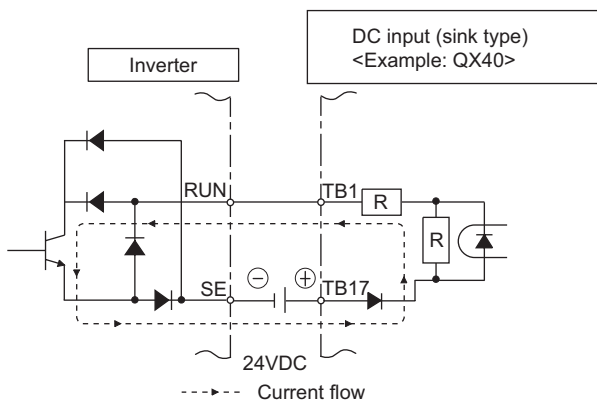 Inverter
DC input (sink type)
<Example: QX40>
RUN
TB1
R
R
SE
TB17
24VDC
Current flow